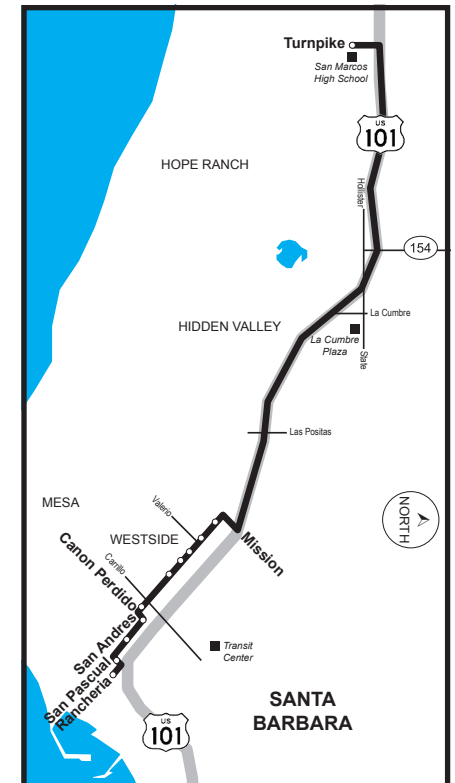 Turnpike
San Marcos
High School
US
101
HOPE RANCH
Hollister
154
La Cumbre
HIDDEN VALLEY
La Cumbre
Plaza
State
Las Positas
MESA
Valerio
NORTH
WESTSIDE
Mission
Carrillo
Canon Perdido
San Andres
San Pascual
Rancheria
Transit
Center
SANTA
BARBARA
US
101